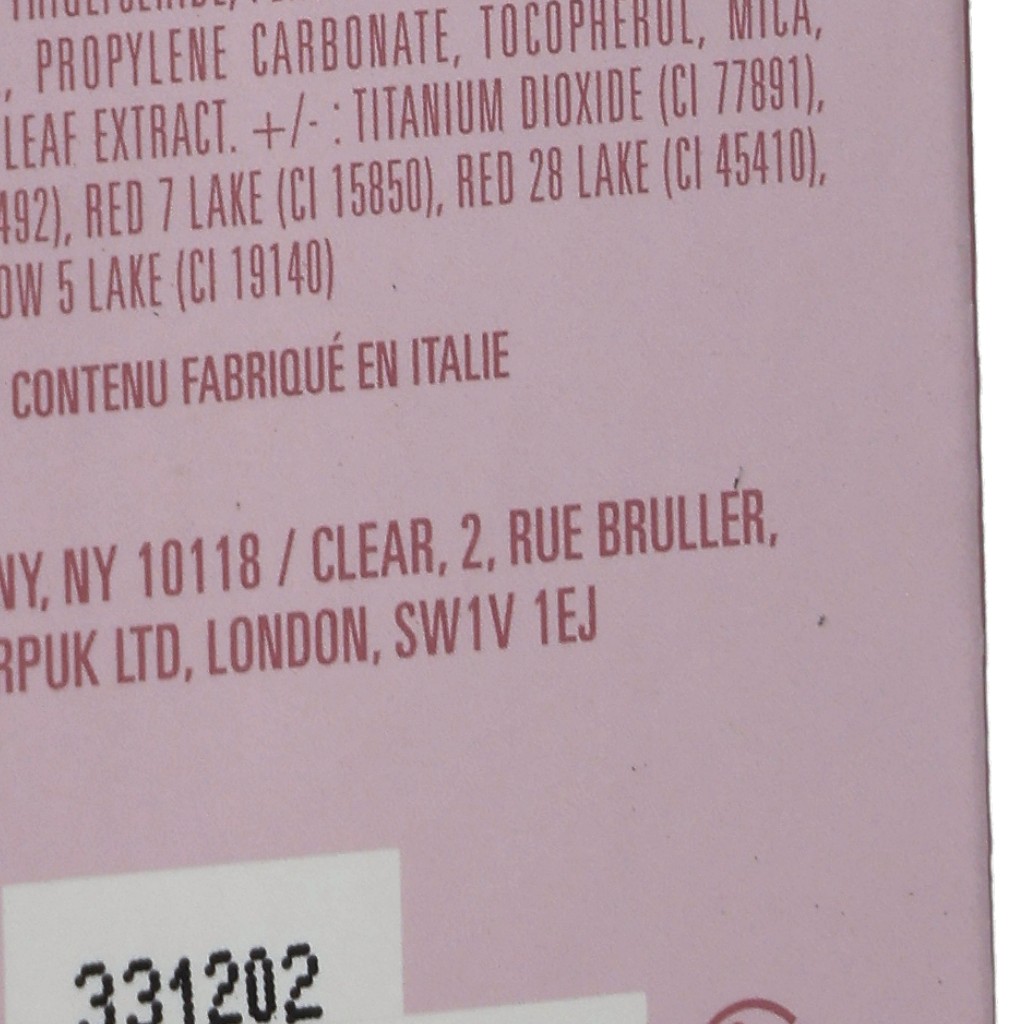 , PROPYLENE CARBONATE, TOCOPHEROL, MICA,
LEAF EXTRACT. +/- : TITANIUM DIOXIDE (CI 77891),
492), RED 7 LAKE (CI 15850), RED 28 LAKE (CI 45410),
OW 5 LAKE (CI 19140)
CONTENU FABRIQUÉ EN ITALIE
NY, NY 10118 / CLEAR, 2, RUE BRULLER,
RPUK LTD, LONDON, SW1V 1EJ
331202